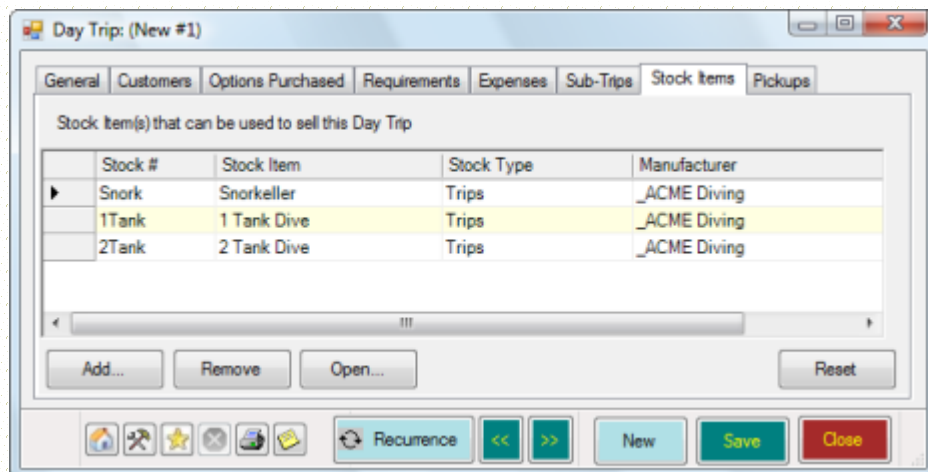 Day Trip: (New #1)
General Customers Options Purchased Requirements Expenses Sub-Trips Stock Items Pickups
Stock Item(s) that can be used to sell this Day Trip
Stock # Stock Item Stock Type Manufacturer
Snork Snorkeller Trips _ACME Diving
1Tank 1 Tank Dive Trips _ACME Diving
2Tank 2 Tank Dive Trips _ACME Diving
Add... Remove Open... Reset
Recurrence << >> New Save Close